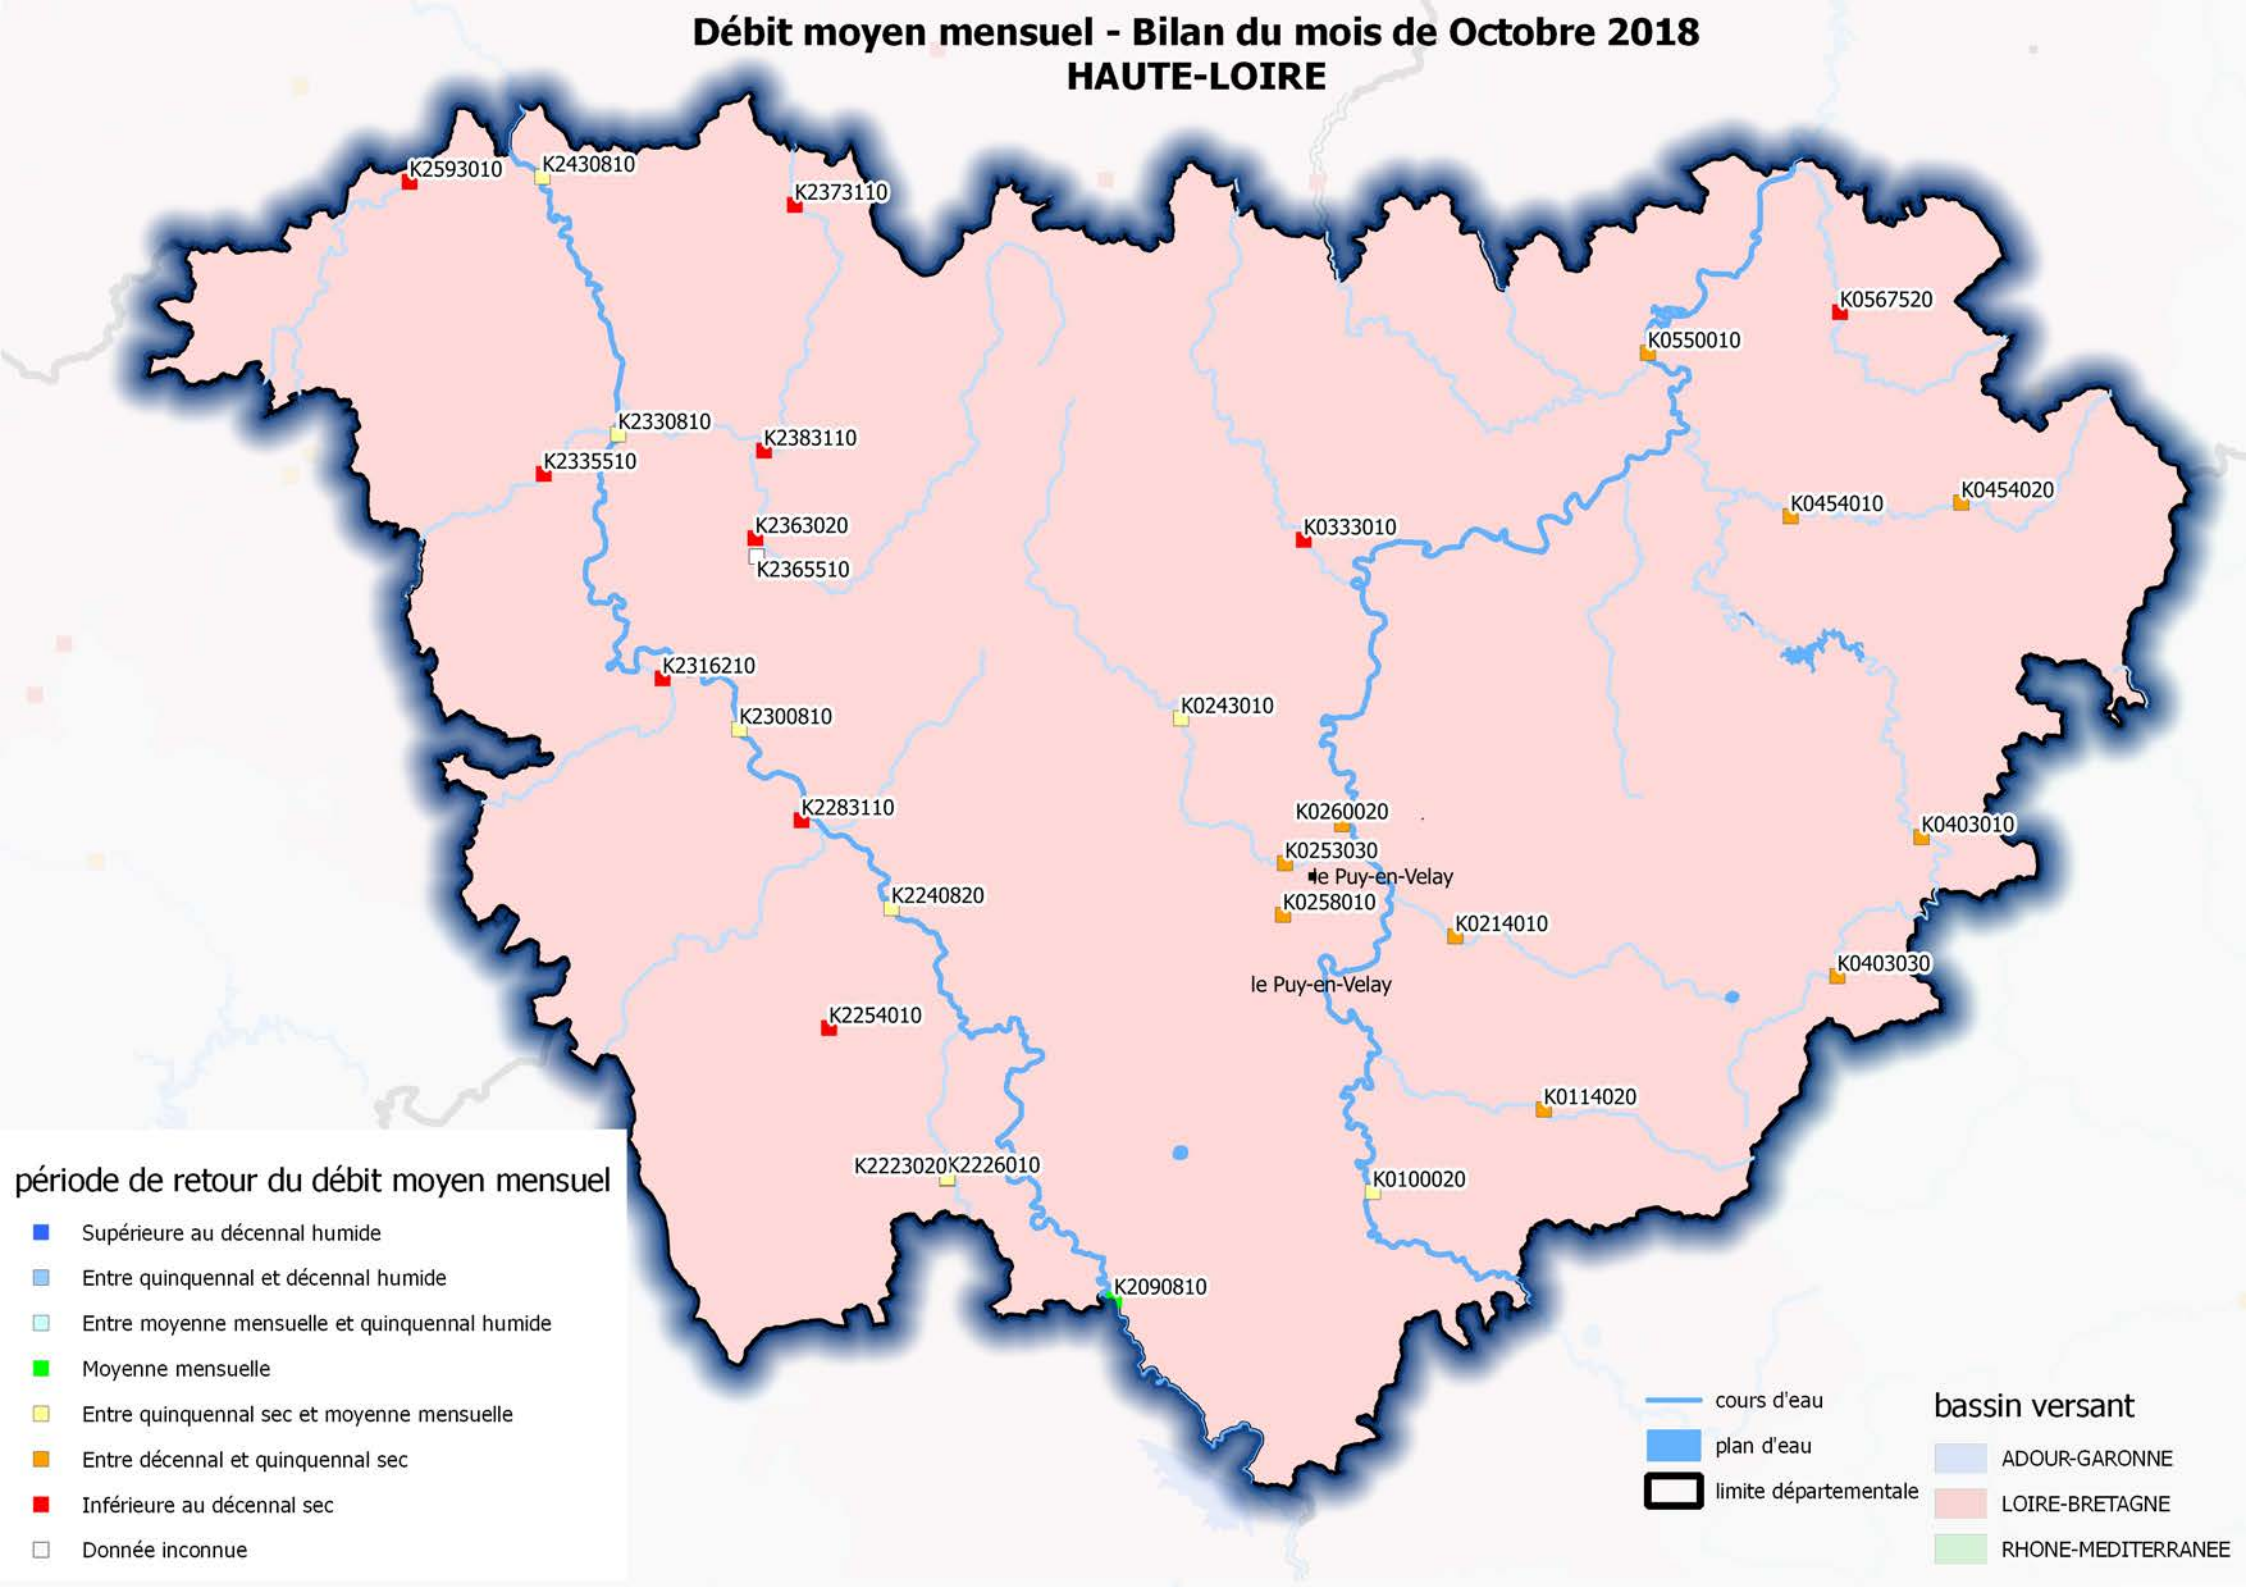 Débit moyen mensuel - Bilan du mois de Octobre 2018
HAUTE-LOIRE
K2593010
K2430810
K2373110
K0567520
K0550010
K2330810
K2383110
K2335510
K0454020
K0454010
K2363020
K0333010
K2365510
K2316210
K0243010
K2300810
K2283110
K0260020
K0403010
K0253030
le Puy-en-Velay
K2240820
K0258010
K0214010
K0403030
le Puy-en-Velay
K2254010
K0114020
K2223020
K2226010
K0100020
K2090810
période de retour du débit moyen mensuel
Supérieure au décennal humide
Entre quinquennal et décennal humide
Entre moyenne mensuelle et quinquennal humide
Moyenne mensuelle
Entre quinquennal sec et moyenne mensuelle
Entre décennal et quinquennal sec
Inférieure au décennal sec
Donnée inconnue
cours d'eau
plan d'eau
limite départementale
bassin versant
ADOUR-GARONNE
LOIRE-BRETAGNE
RHONE-MEDITERRANEE